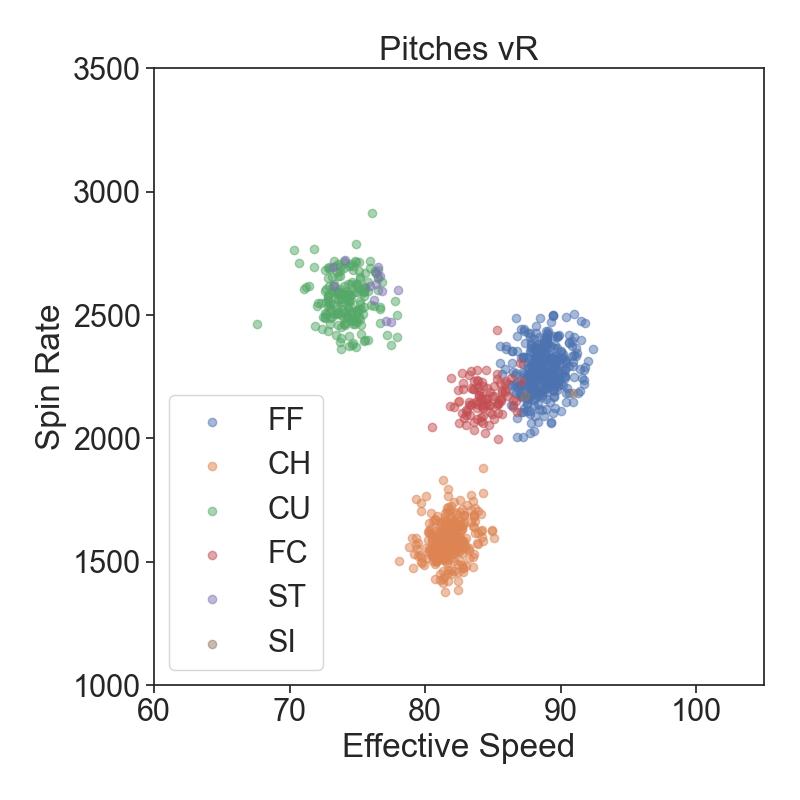 Pitches vR
3500
3000
2500
2000
1500
1000
Spin Rate
FF
CH
CU
FC
ST
SI
60 70 80 90 100
Effective Speed